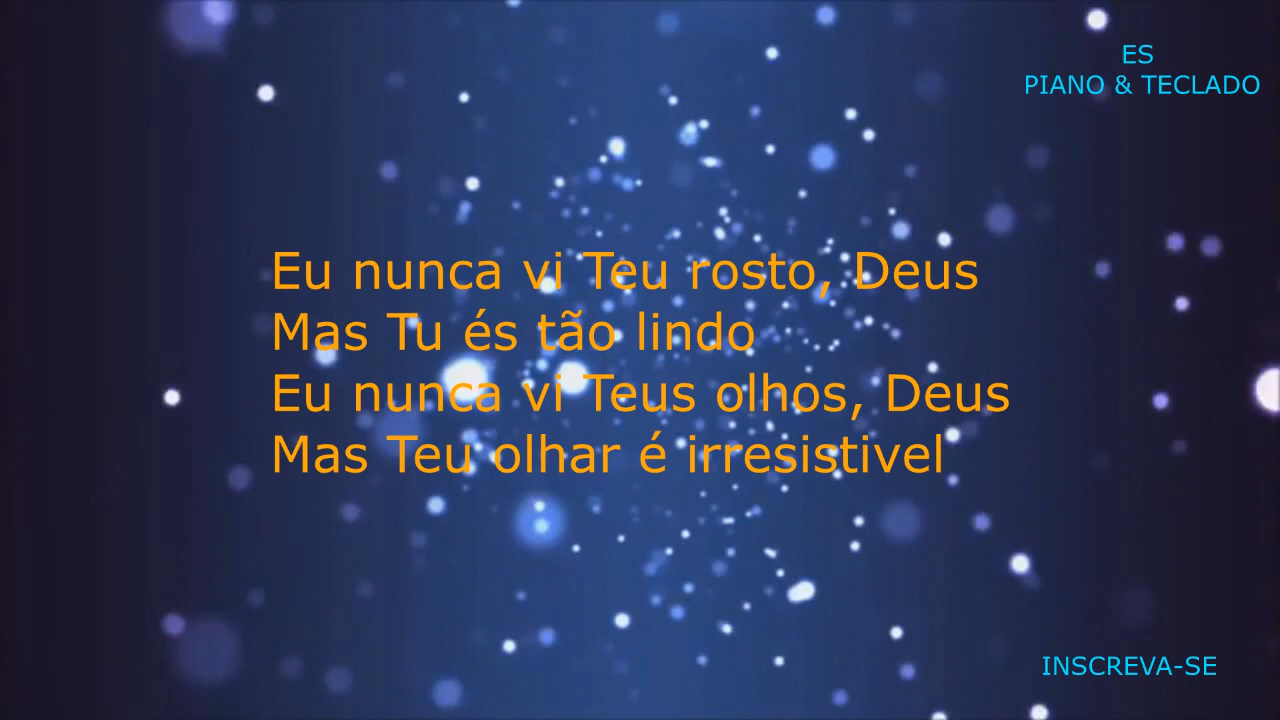 ES
PIANO & TECLADO
Eu nunca vi Teu rosto, Deus
Mas Tu és tão lindo
Eu nunca vi Teus olhos, Deus
Mas Teu olhar é irresistivel
INSCREVA-SE